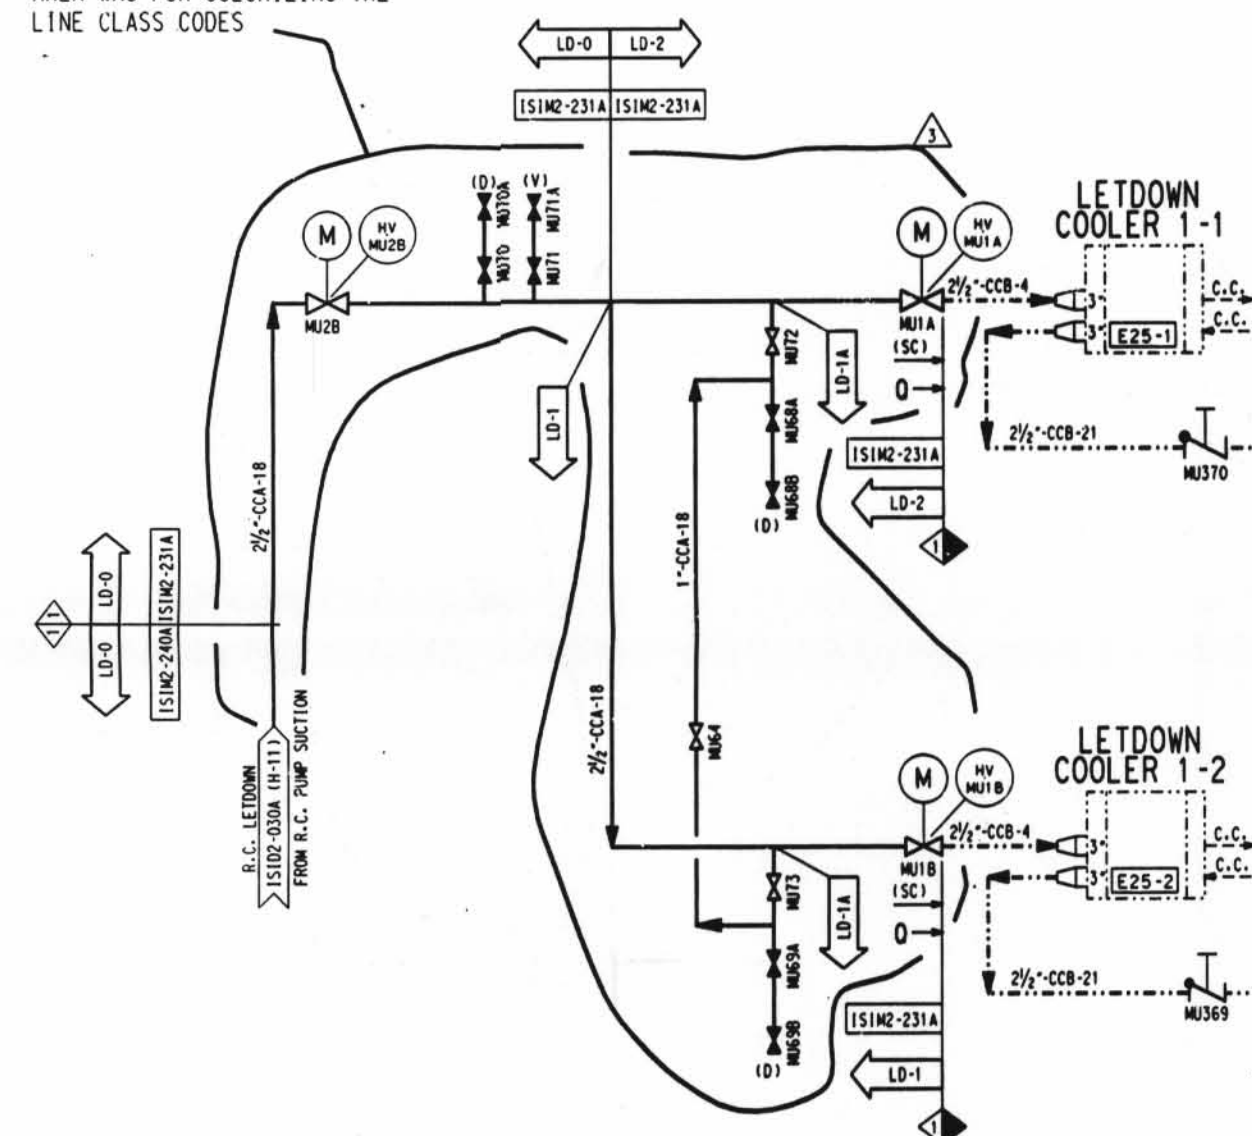 LINE CLASS CODES
LD-0
LD-2
ISIM2-231A
ISIM2-231A
3
LETDOWN
COOLER 1-1
(D)
(V)
MU70A
MU71A
M
HV
MU2B
MU70
MU71
M
HV
MU1A
2½"-CCB-4
3"
3"
E25-1
C.C.
C.C.
MU2B
MU1A
(SC)
Q
MU72
LD-1A
LD-1
MU68A
MU68B
(D)
ISIM2-231A
LD-2
1
2½"-CCB-21
MU370
2½"-CCA-18
1"-CCA-18
11
LD-0
LD-0
ISIM2-231A
ISIM2-240A
R.C. LETDOWN
ISID2-030A (H-11)
FROM R.C. PUMP SUCTION
2½"-CCA-18
MU64
LETDOWN
COOLER 1-2
M
HV
MU1B
2½"-CCB-4
3"
3"
E25-2
C.C.
C.C.
MU1B
(SC)
Q
MU73
LD-1A
MU69A
MU69B
(D)
ISIM2-231A
LD-1
1
2½"-CCB-21
MU369